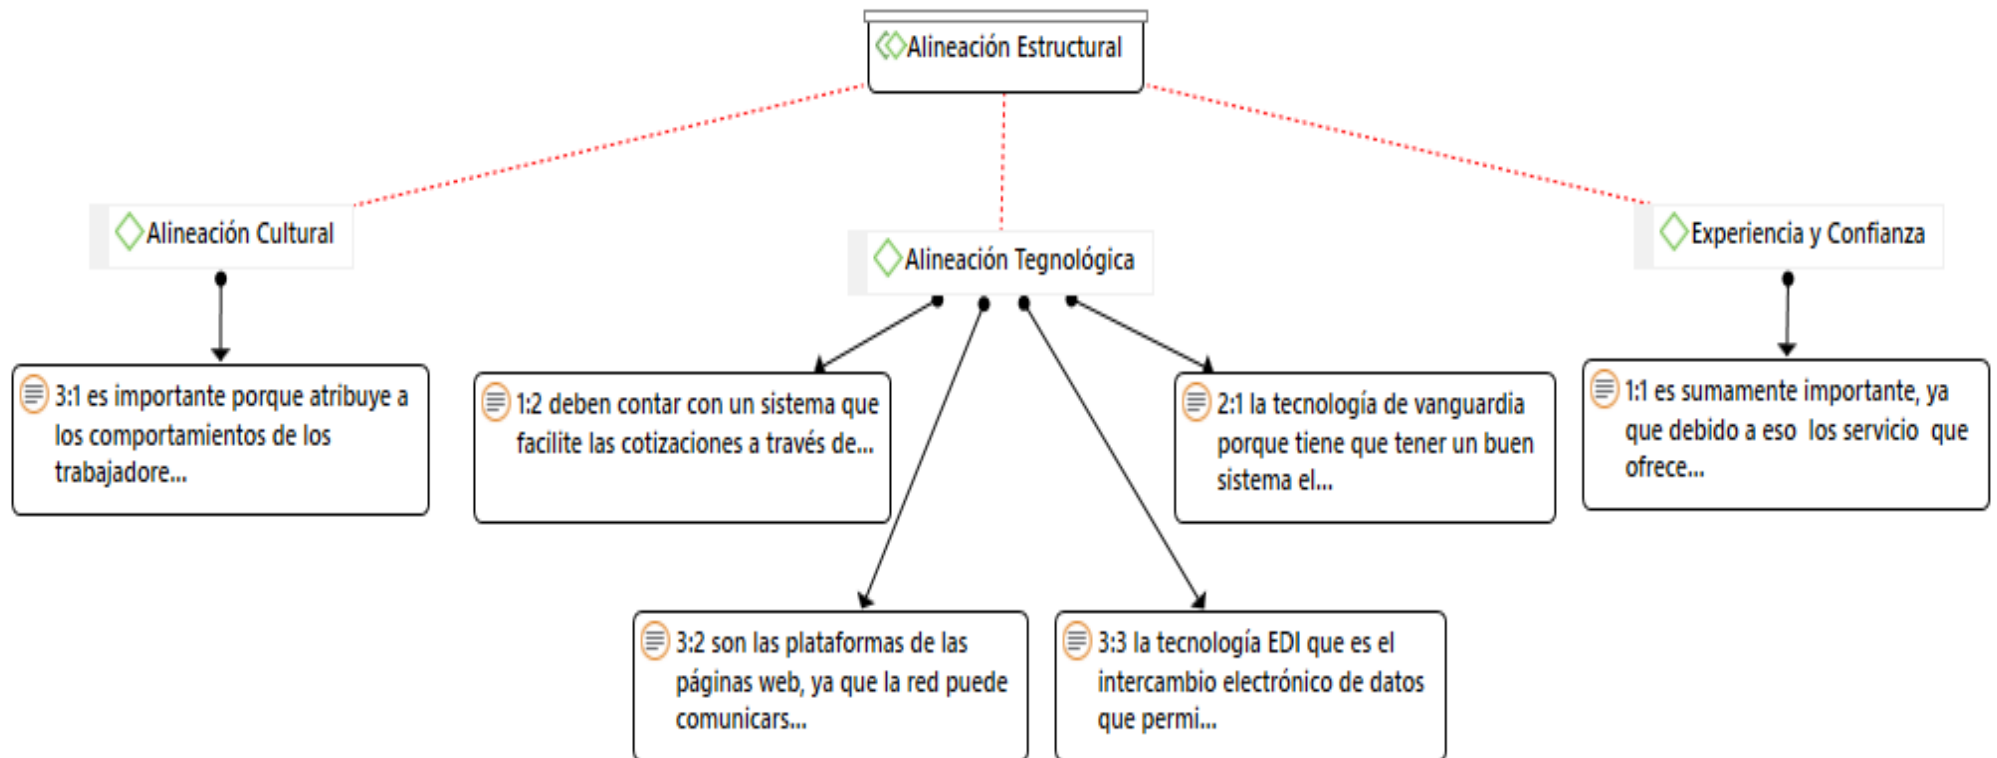 Alineación Estructural
Alineación Cultural
Alineación Tegnológica
Experiencia y Confianza
3:1 es importante porque atribuye a
los comportamientos de los
trabajadore...
1:2 deben contar con un sistema que
facilite las cotizaciones a través de...
2:1 la tecnología de vanguardia
porque tiene que tener un buen
sistema el...
1:1 es sumamente importante, ya
que debido a eso  los servicio  que
ofrece...
3:2 son las plataformas de las
páginas web, ya que la red puede
comunicars...
3:3 la tecnología EDI que es el
intercambio electrónico de datos
que permi...